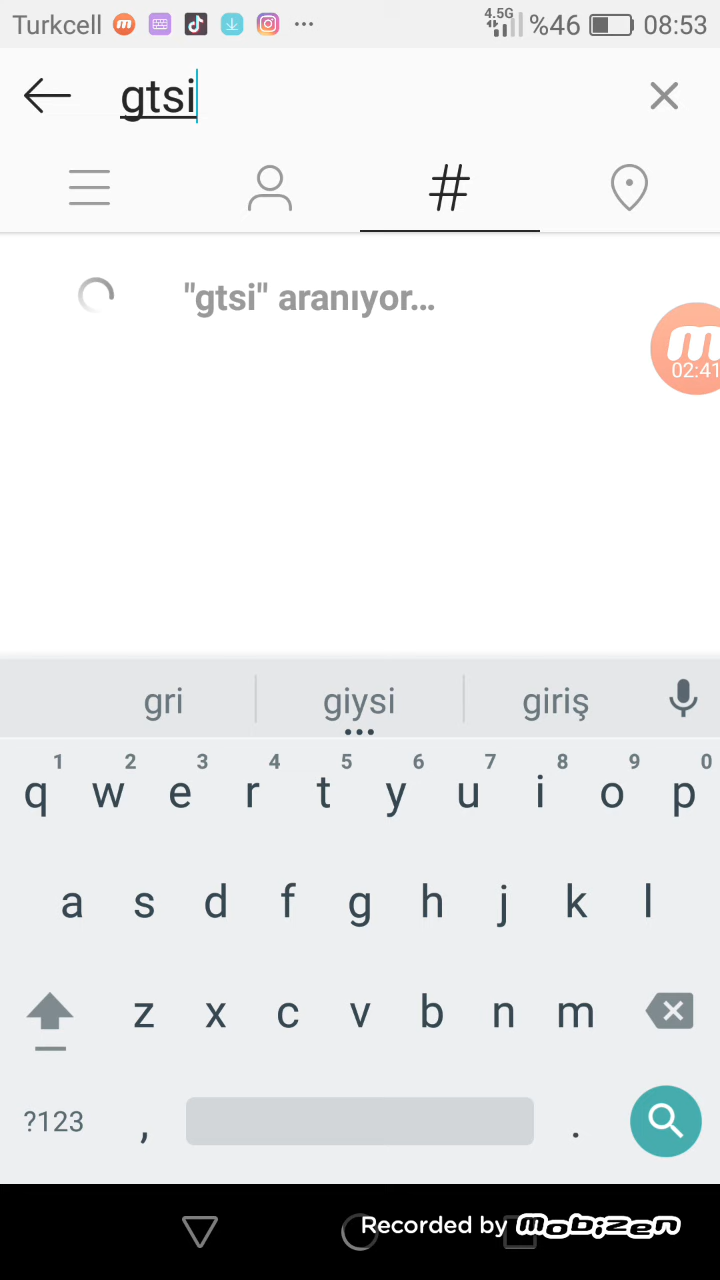 Turkcell 4.5G %46 08:53
gtsi
#
"gtsi" aranıyor...
m
02:41
gri giysi giriş
1 2 3 4 5 6 7 8 9 0
q w e r t y u i o p
a s d f g h j k l
z x c v b n m
?123 , .
Recorded by mobizen